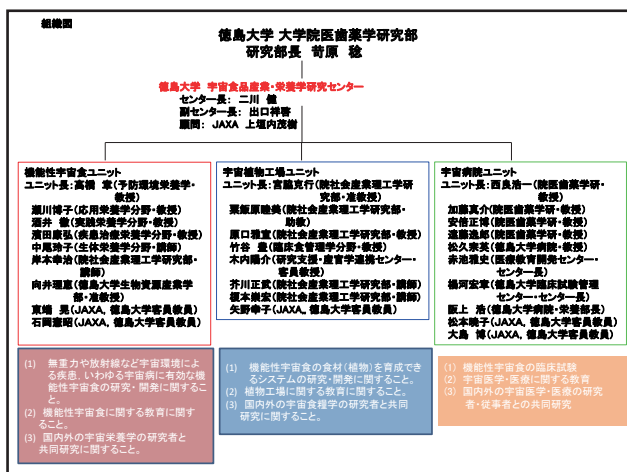 組織図
徳島大学 大学院医歯薬学研究部
研究部長 苛原 稔
徳島大学 宇宙食品産業・栄養学研究センター
センター長: 二川 健
副センター長: 出口祥啓
顧問: JAXA 上垣内茂樹
機能性宇宙食ユニット
ユニット長:高橋 章(予防環境栄養学・
教授)
瀬川博子(応用栄養学分野・教授)
酒井 徹(実践栄養学分野・教授)
濱田康弘(疾患治療栄養学分野・教授)
中尾玲子(生体栄養学分野・講師)
岸本幸治(院社会産業理工学研究部・
講師)
向井理恵(徳島大学生物資源産業学
部・准教授)
東端 晃(JAXA, 徳島大学客員教員)
石岡憲昭(JAXA, 徳島大学客員教員)
(1) 無重力や放射線など宇宙環境によ
る疾患、いわゆる宇宙病に有効な機
能性宇宙食の研究・開発に関するこ
と。
(2) 機能性宇宙食に関する教育に関す
ること。
(3) 国内外の宇宙栄養学の研究者と
共同研究に関すること。
宇宙植物工場ユニット
ユニット長:宮脇克行(院社会産業理工学研
究部・准教授)
粟飯原睦美(院社会産業理工学研究部・
助教)
原口雅宣(院社会産業理工学研究部・教授)
竹谷 豊(臨床食管理学分野・教授)
木内陽介(研究支援・産官学連携センター・
客員教授)
芥川正武(院社会産業理工学研究部・講師)
榎本崇宏(院社会産業理工学研究部・講師)
矢野幸子(JAXA, 徳島大学客員教員)
(1) 機能性宇宙食の食材(植物)を育成でき
るシステムの研究・開発に関すること。
(2) 植物工場に関する教育に関すること。
(3) 国内外の宇宙食糧学の研究者と共同
研究に関すること。
宇宙病院ユニット
ユニット長:西良浩一(院医歯薬学研・
教授)
加藤真介(院医歯薬学研・教授)
安倍正博(院医歯薬学研・教授)
遠藤逸郎(院医歯薬学研・教授)
松久宗英(徳島大学病院・教授)
赤池雅史(医療教育開発センター・
センター長)
楊河宏章(徳島大学臨床試験管理
センター・センター長)
阪上 浩(徳島大学病院・栄養部長)
松本暁子(JAXA, 徳島大学客員教員)
大島 博(JAXA, 徳島大学客員教員)
(1) 機能性宇宙食の臨床試験
(2) 宇宙医学・医療に関する教育
(3) 国内外の宇宙医学・医療の研究
者・従事者との共同研究